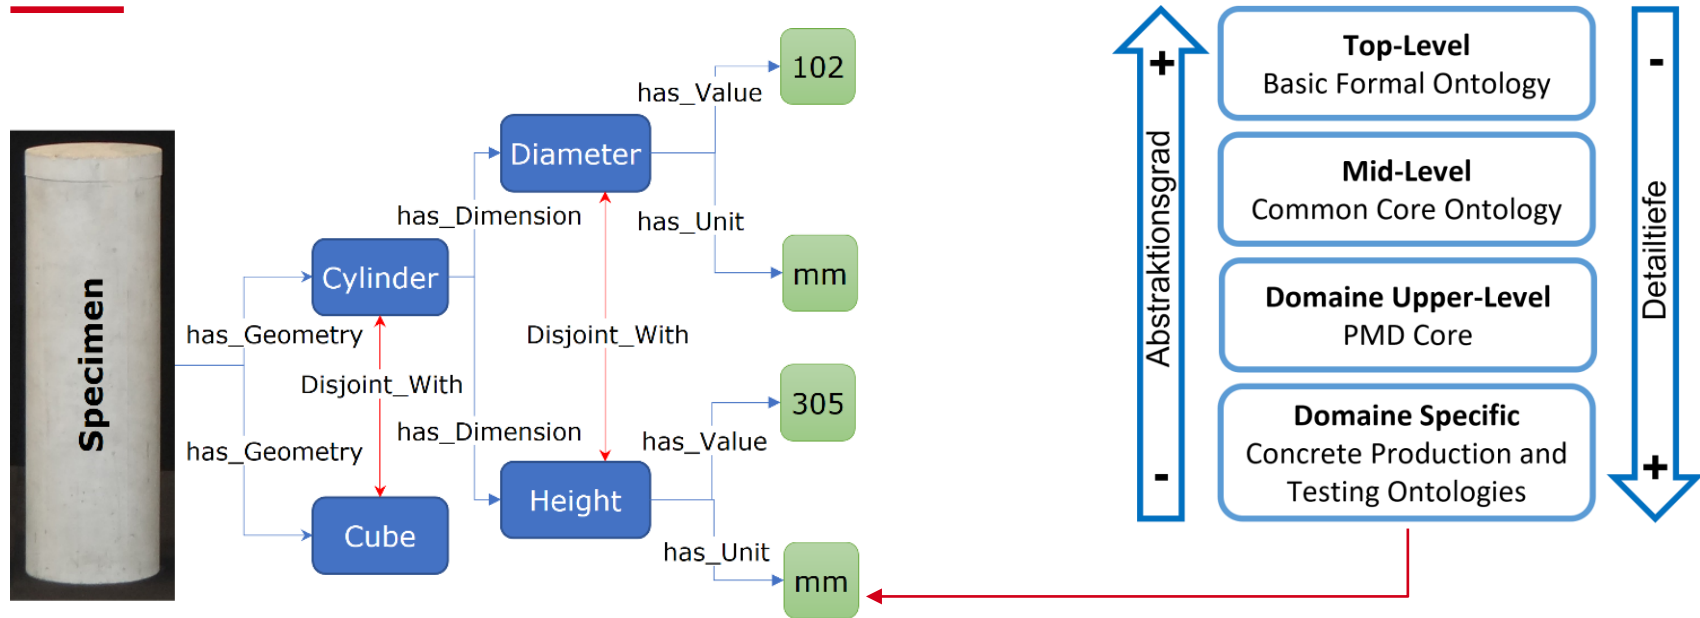 Specimen
has_Geometry
has_Geometry
Cylinder
Disjoint_With
Cube
has_Dimension
has_Dimension
Diameter
Disjoint_With
Height
has_Value
has_Unit
has_Value
has_Unit
102
mm
305
mm
Abstraktionsgrad
+
-
Top-Level
Basic Formal Ontology
Mid-Level
Common Core Ontology
Domaine Upper-Level
PMD Core
Domaine Specific
Concrete Production and
Testing Ontologies
-
Detailtiefe
+